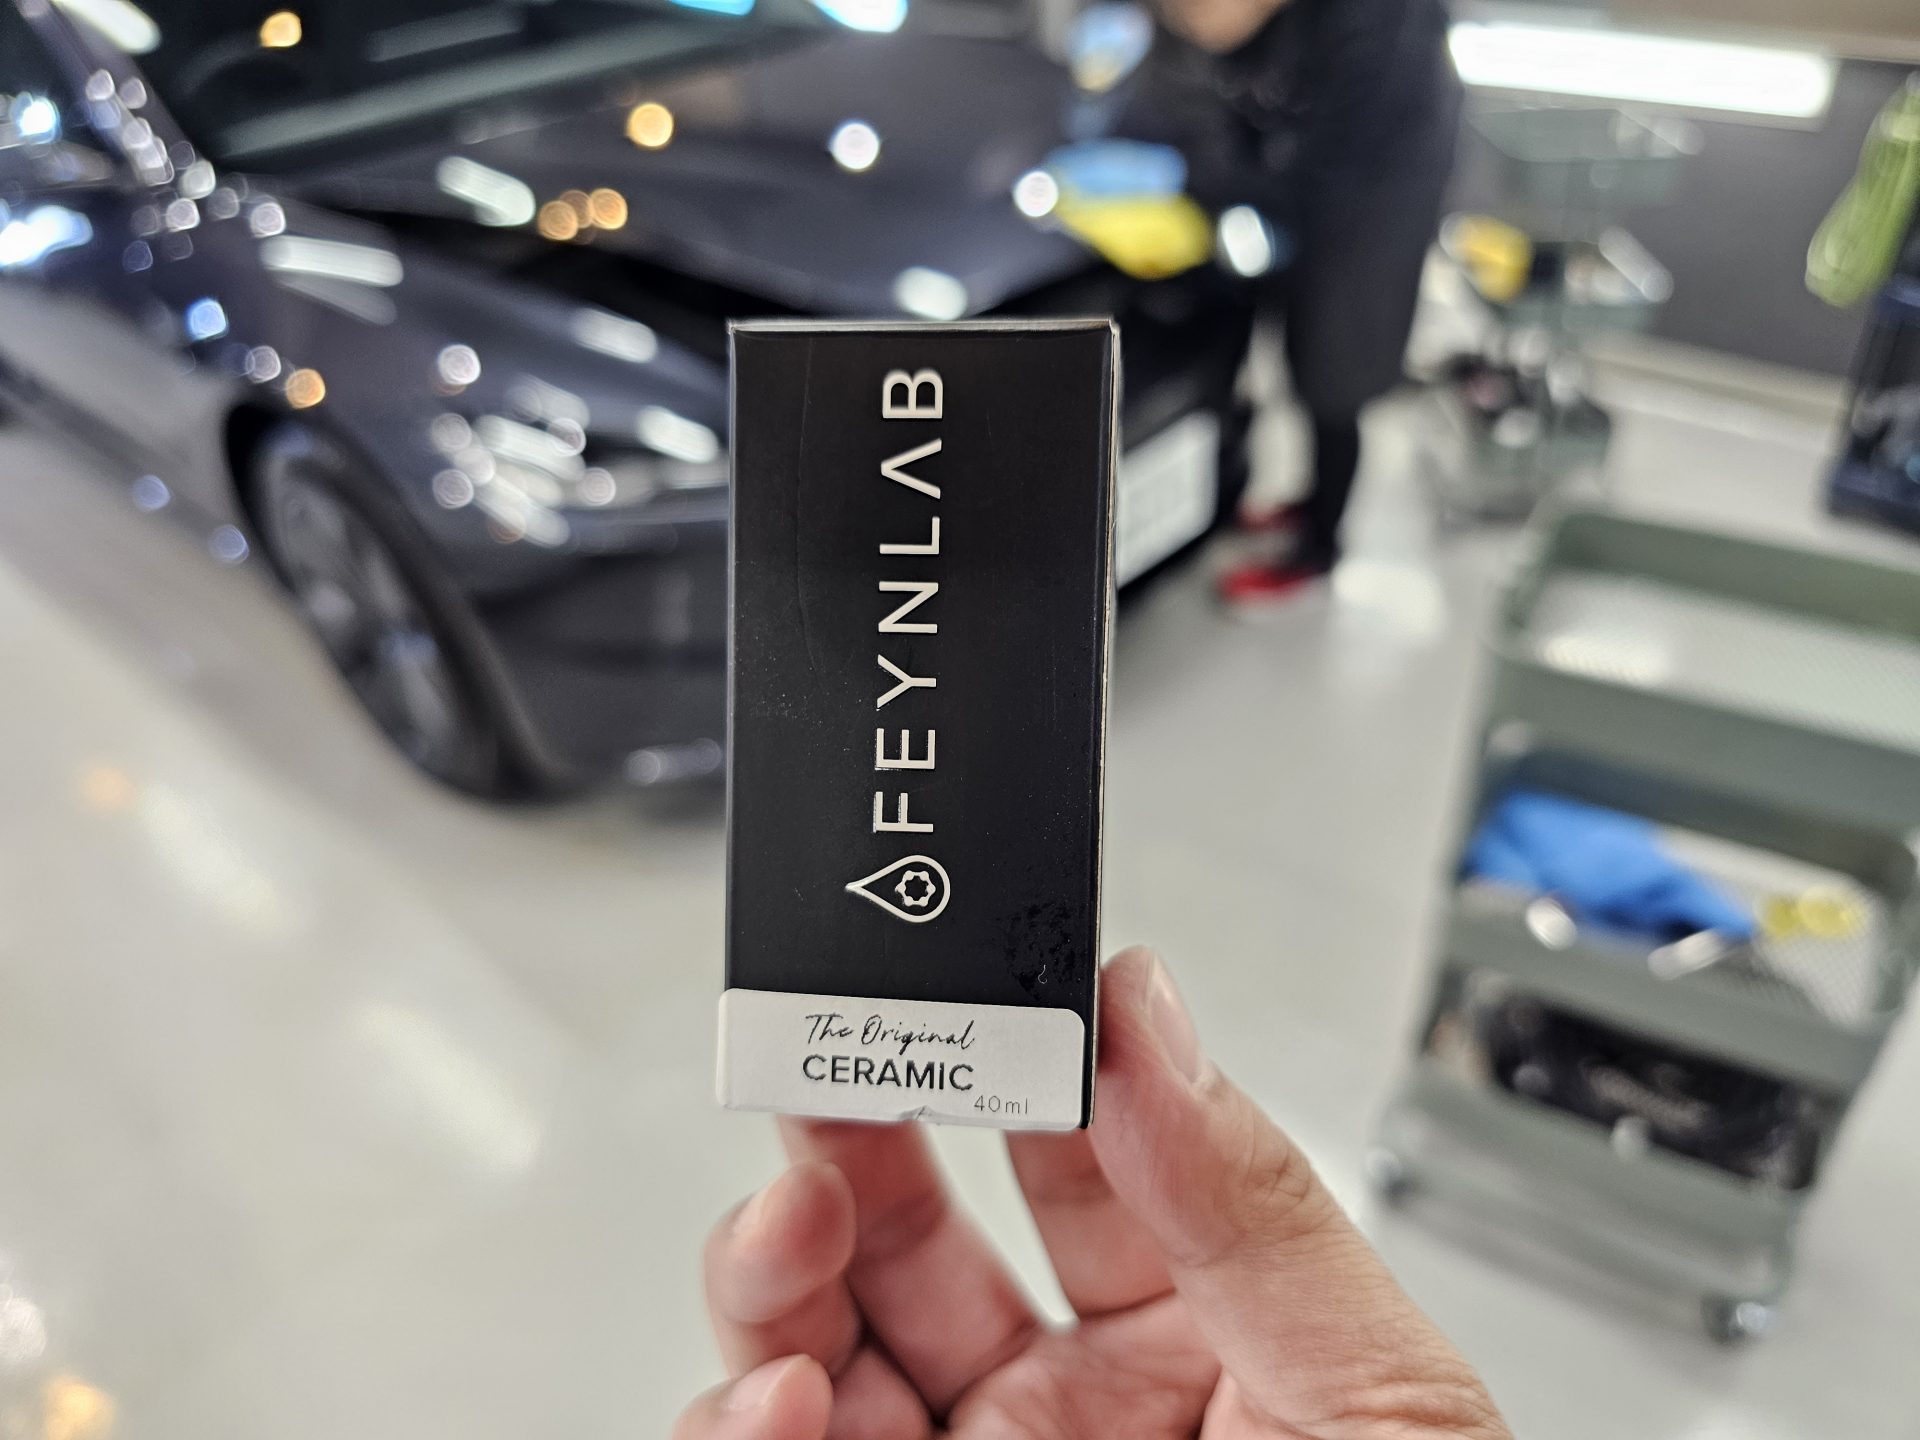 FEYNLAB
The Original
CERAMIC
40ml